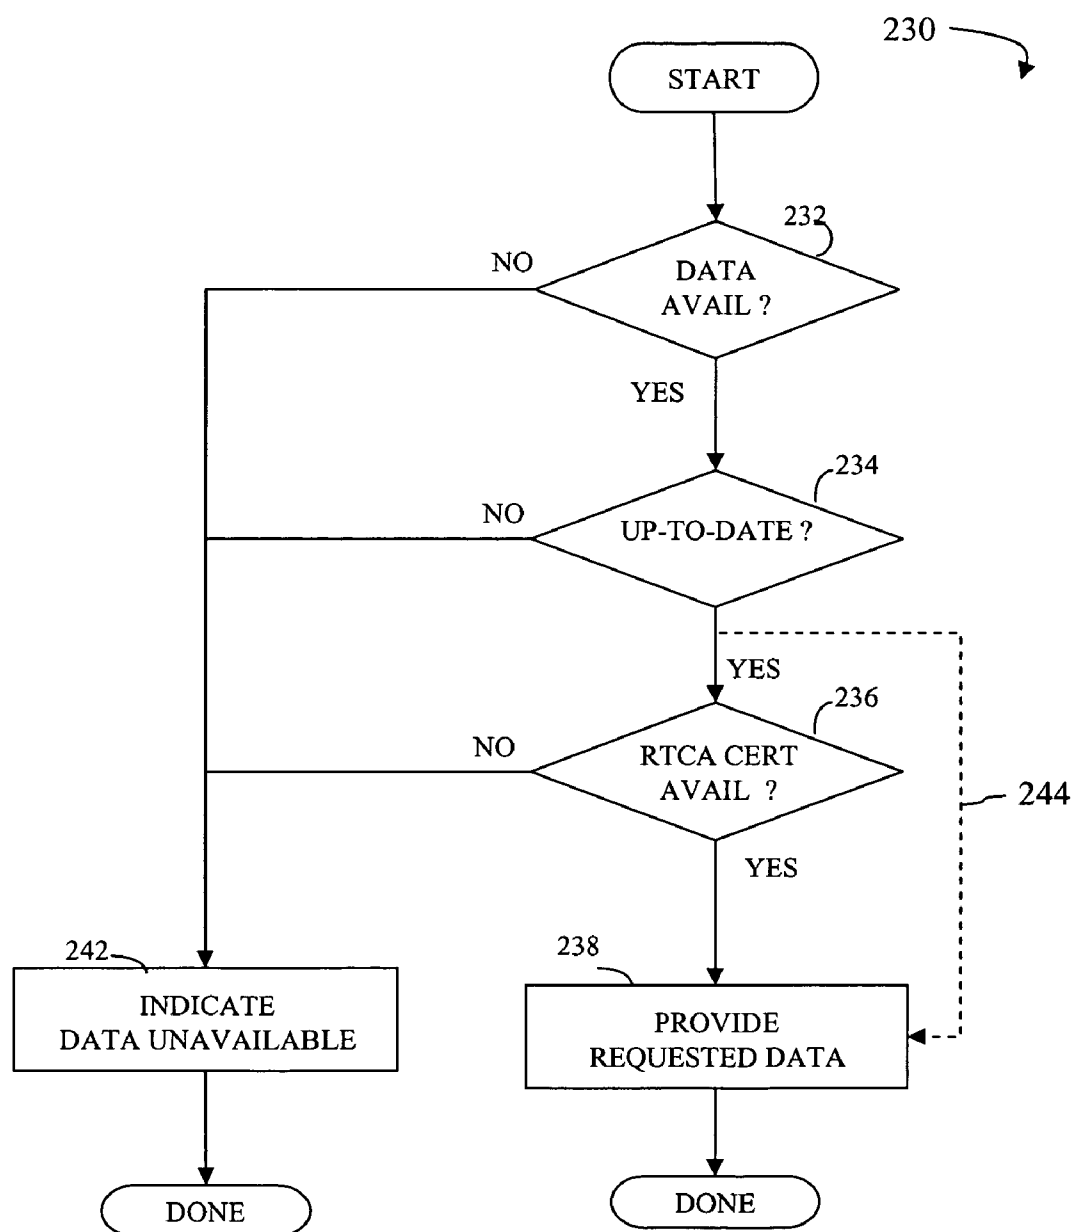 230
START
232
NO
DATA
AVAIL ?
YES
234
NO
UP-TO-DATE ?
YES
236
NO
RTCA CERT
AVAIL ?
244
YES
242
238
INDICATE
DATA UNAVAILABLE
PROVIDE
REQUESTED DATA
DONE
DONE